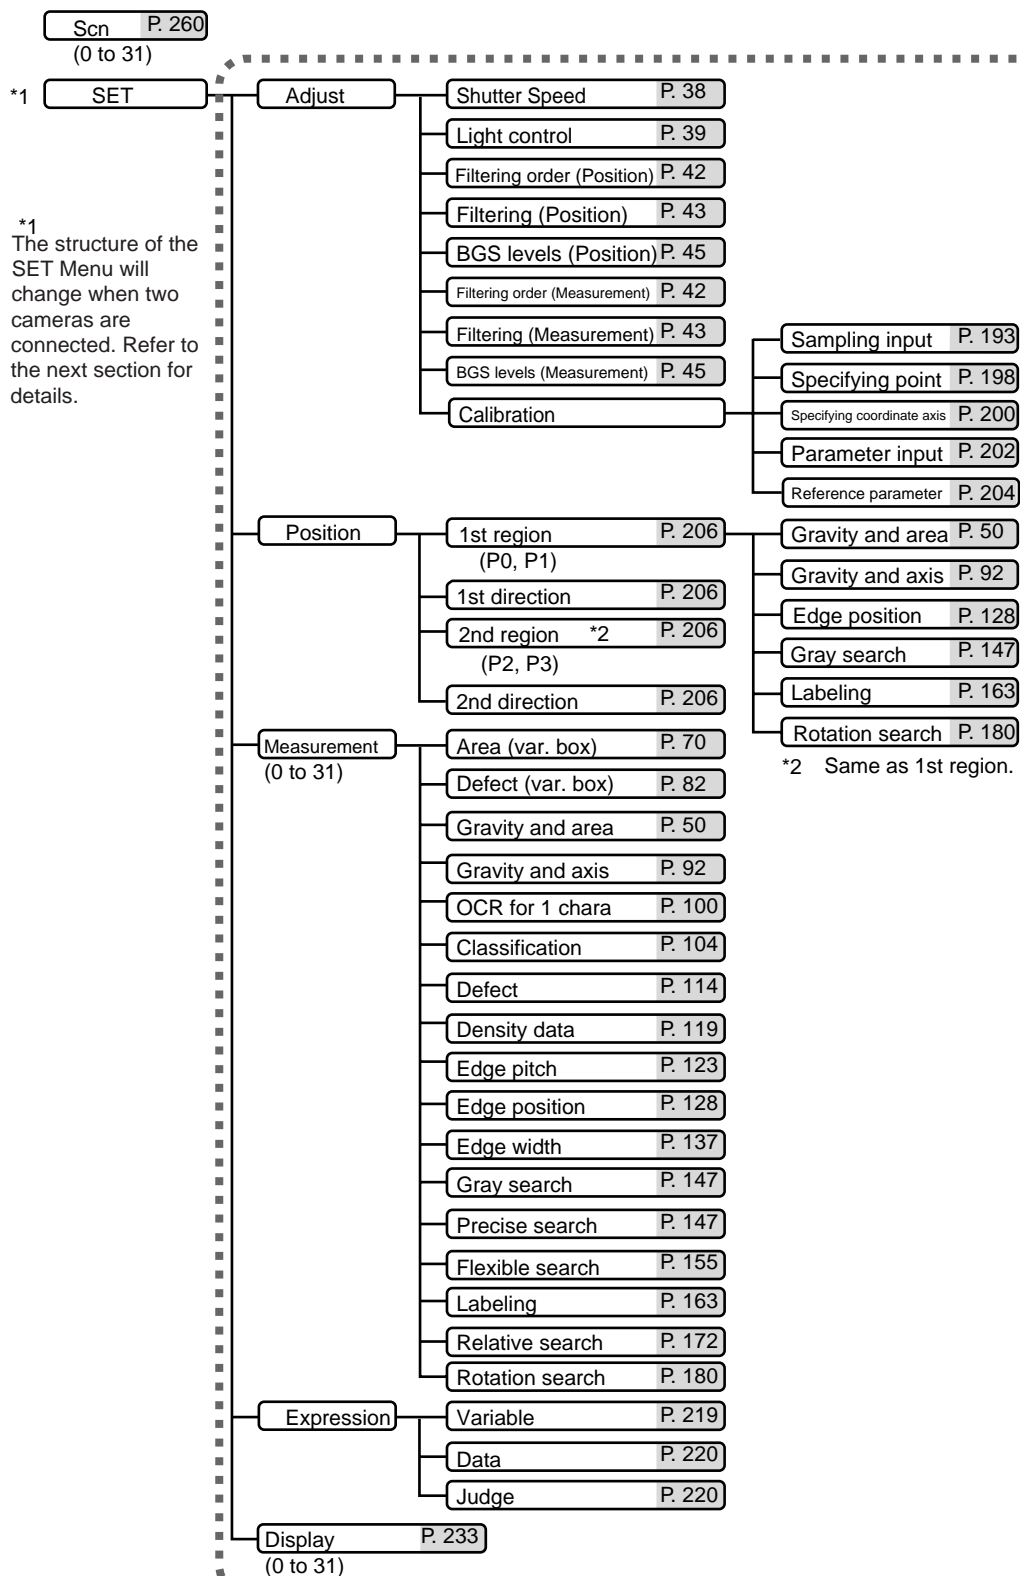 Scn P. 260
(0 to 31)
*1 SET
Adjust
Shutter Speed P. 38
Light control P. 39
Filtering order (Position) P. 42
Filtering (Position) P. 43
BGS levels (Position) P. 45
Filtering order (Measurement) P. 42
Filtering (Measurement) P. 43
BGS levels (Measurement) P. 45
Calibration
Sampling input P. 193
Specifying point P. 198
Specifying coordinate axis P. 200
Parameter input P. 202
Reference parameter P. 204
*1
The structure of the
SET Menu will
change when two
cameras are
connected. Refer to
the next section for
details.
Position
1st region P. 206
(P0, P1)
1st direction P. 206
2nd region *2 P. 206
(P2, P3)
2nd direction P. 206
Gravity and area P. 50
Gravity and axis P. 92
Edge position P. 128
Gray search P. 147
Labeling P. 163
Rotation search P. 180
*2 Same as 1st region.
Measurement
(0 to 31)
Area (var. box) P. 70
Defect (var. box) P. 82
Gravity and area P. 50
Gravity and axis P. 92
OCR for 1 chara P. 100
Classification P. 104
Defect P. 114
Density data P. 119
Edge pitch P. 123
Edge position P. 128
Edge width P. 137
Gray search P. 147
Precise search P. 147
Flexible search P. 155
Labeling P. 163
Relative search P. 172
Rotation search P. 180
Expression
Variable P. 219
Data P. 220
Judge P. 220
Display P. 233
(0 to 31)